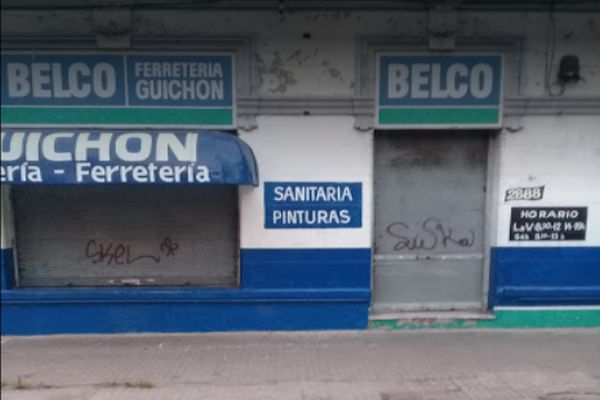 BELCO
FERRETERIA
GUICHON
BELCO
UICHON
ería - Ferretería
SANITARIA
PINTURAS
2888
HORARIO